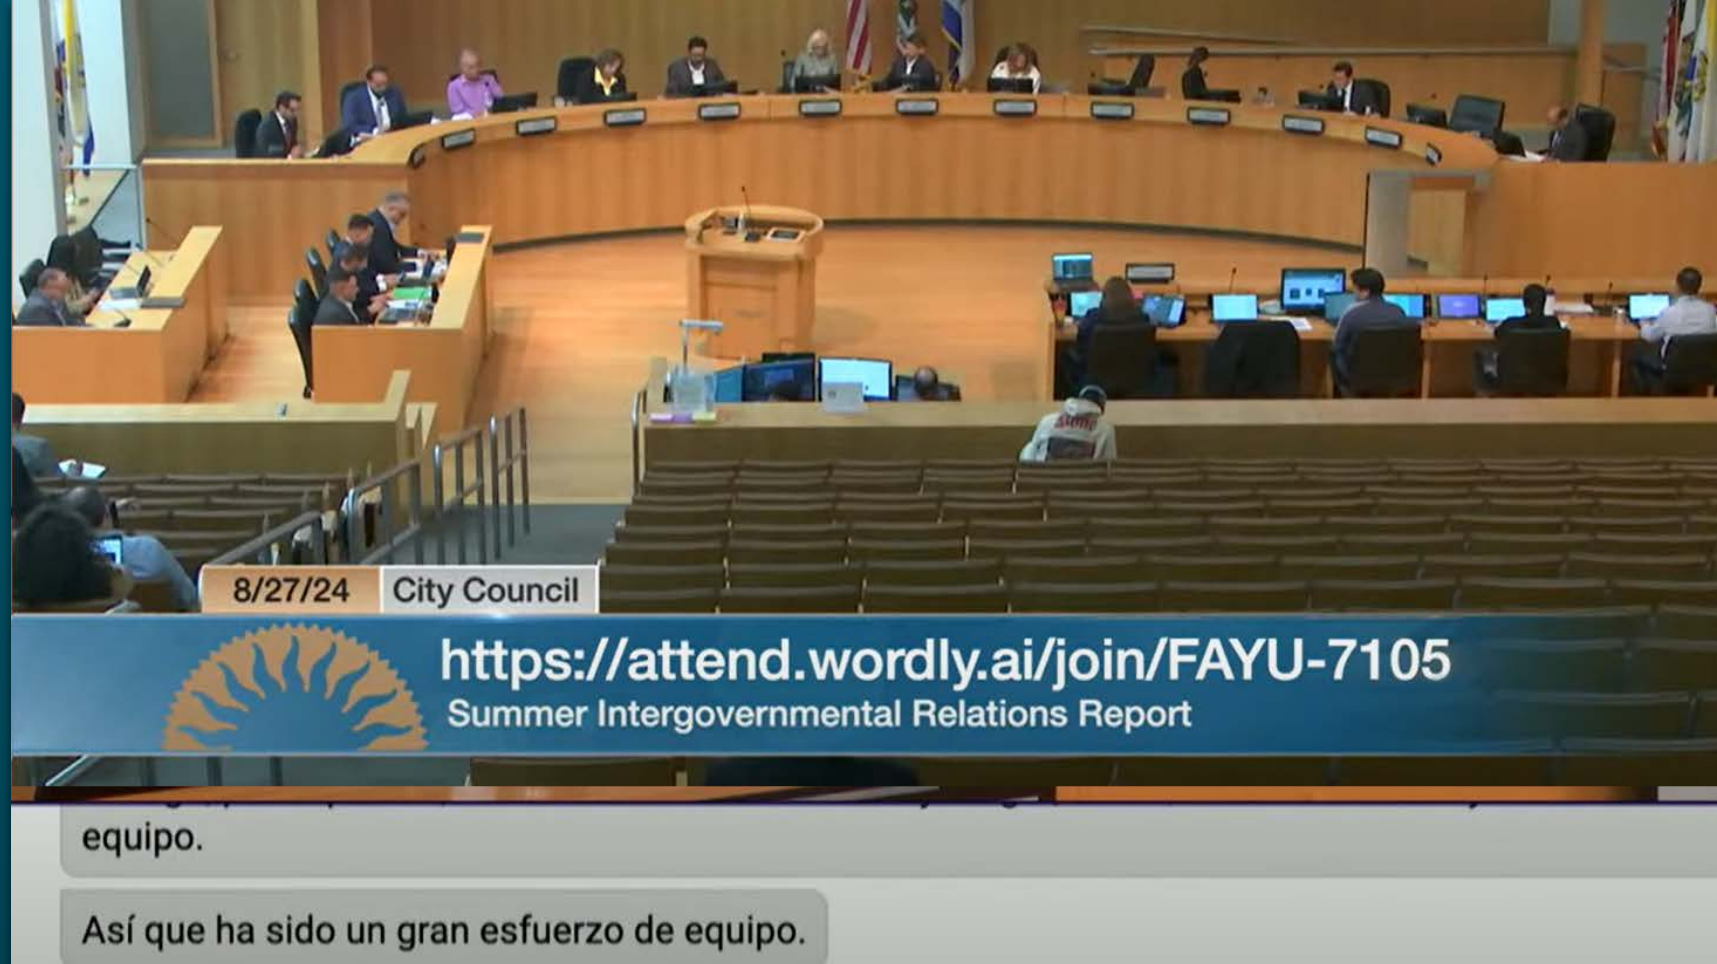 8/27/24
City Council
https://attend.wordly.ai/join/FAYU-7105
Summer Intergovernmental Relations Report
equipo.
Así que ha sido un gran esfuerzo de equipo.